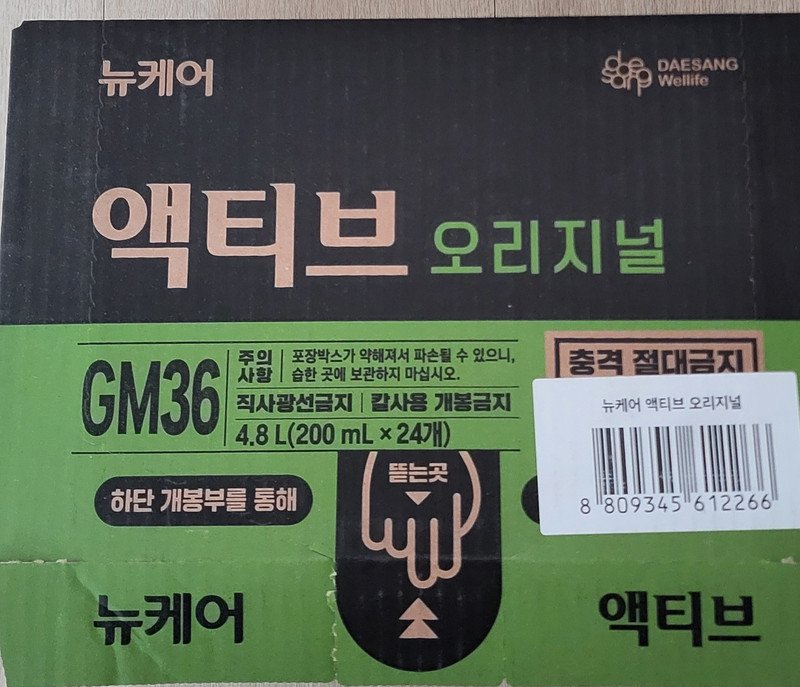 뉴케어
DAESANG
Wellife
액티브 오리지널
GM36
주의
사항
포장박스가 약해져서 파손될 수 있으니,
습한 곳에 보관하지 마십시오.
직사광선금지 칼사용 개봉금지
4.8 L(200 mL × 24개)
충격 절대금지
뉴케어 액티브 오리지널
8 809345 612266
뜯는곳
하단 개봉부를 통해
뉴케어
액티브